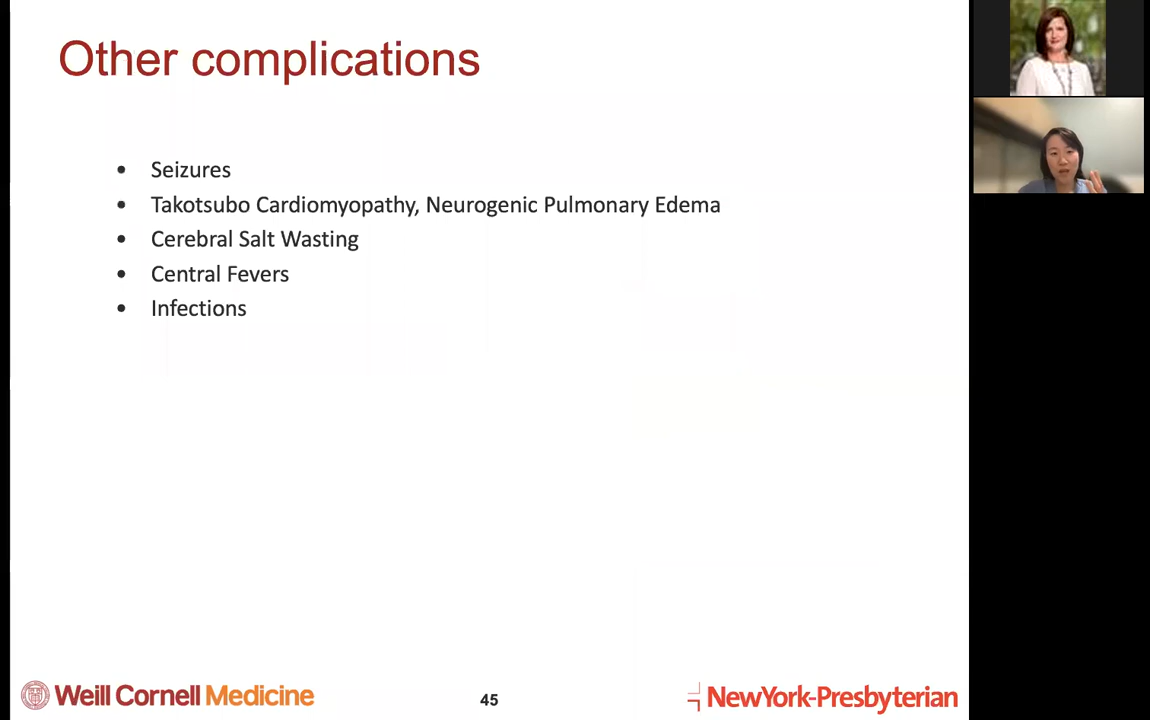 Other complications
• Seizures
• Takotsubo Cardiomyopathy, Neurogenic Pulmonary Edema
• Cerebral Salt Wasting
• Central Fevers
• Infections
Weill Cornell Medicine
45
NewYork-Presbyterian